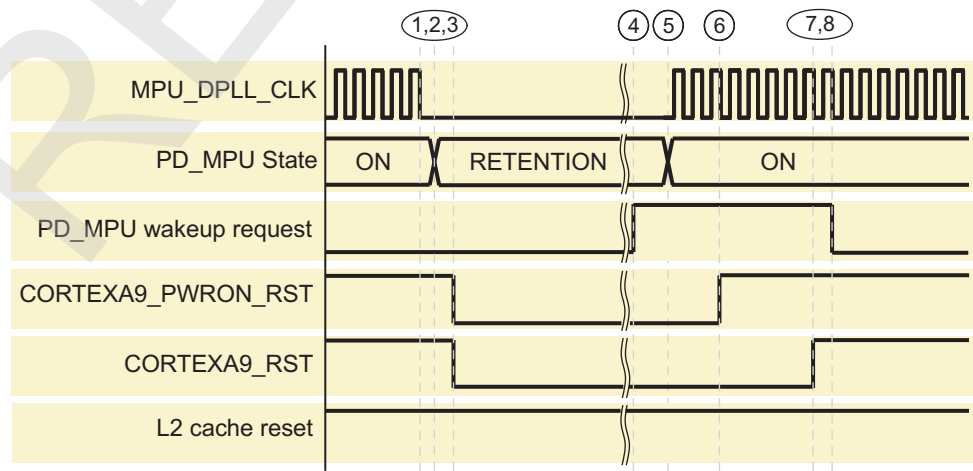 1,2,3 4 5 6 7,8
MPU_DPLL_CLK
PD_MPU State ON RETENTION ON
PD_MPU wakeup request
CORTEXA9_PWRON_RST
CORTEXA9_RST
L2 cache reset